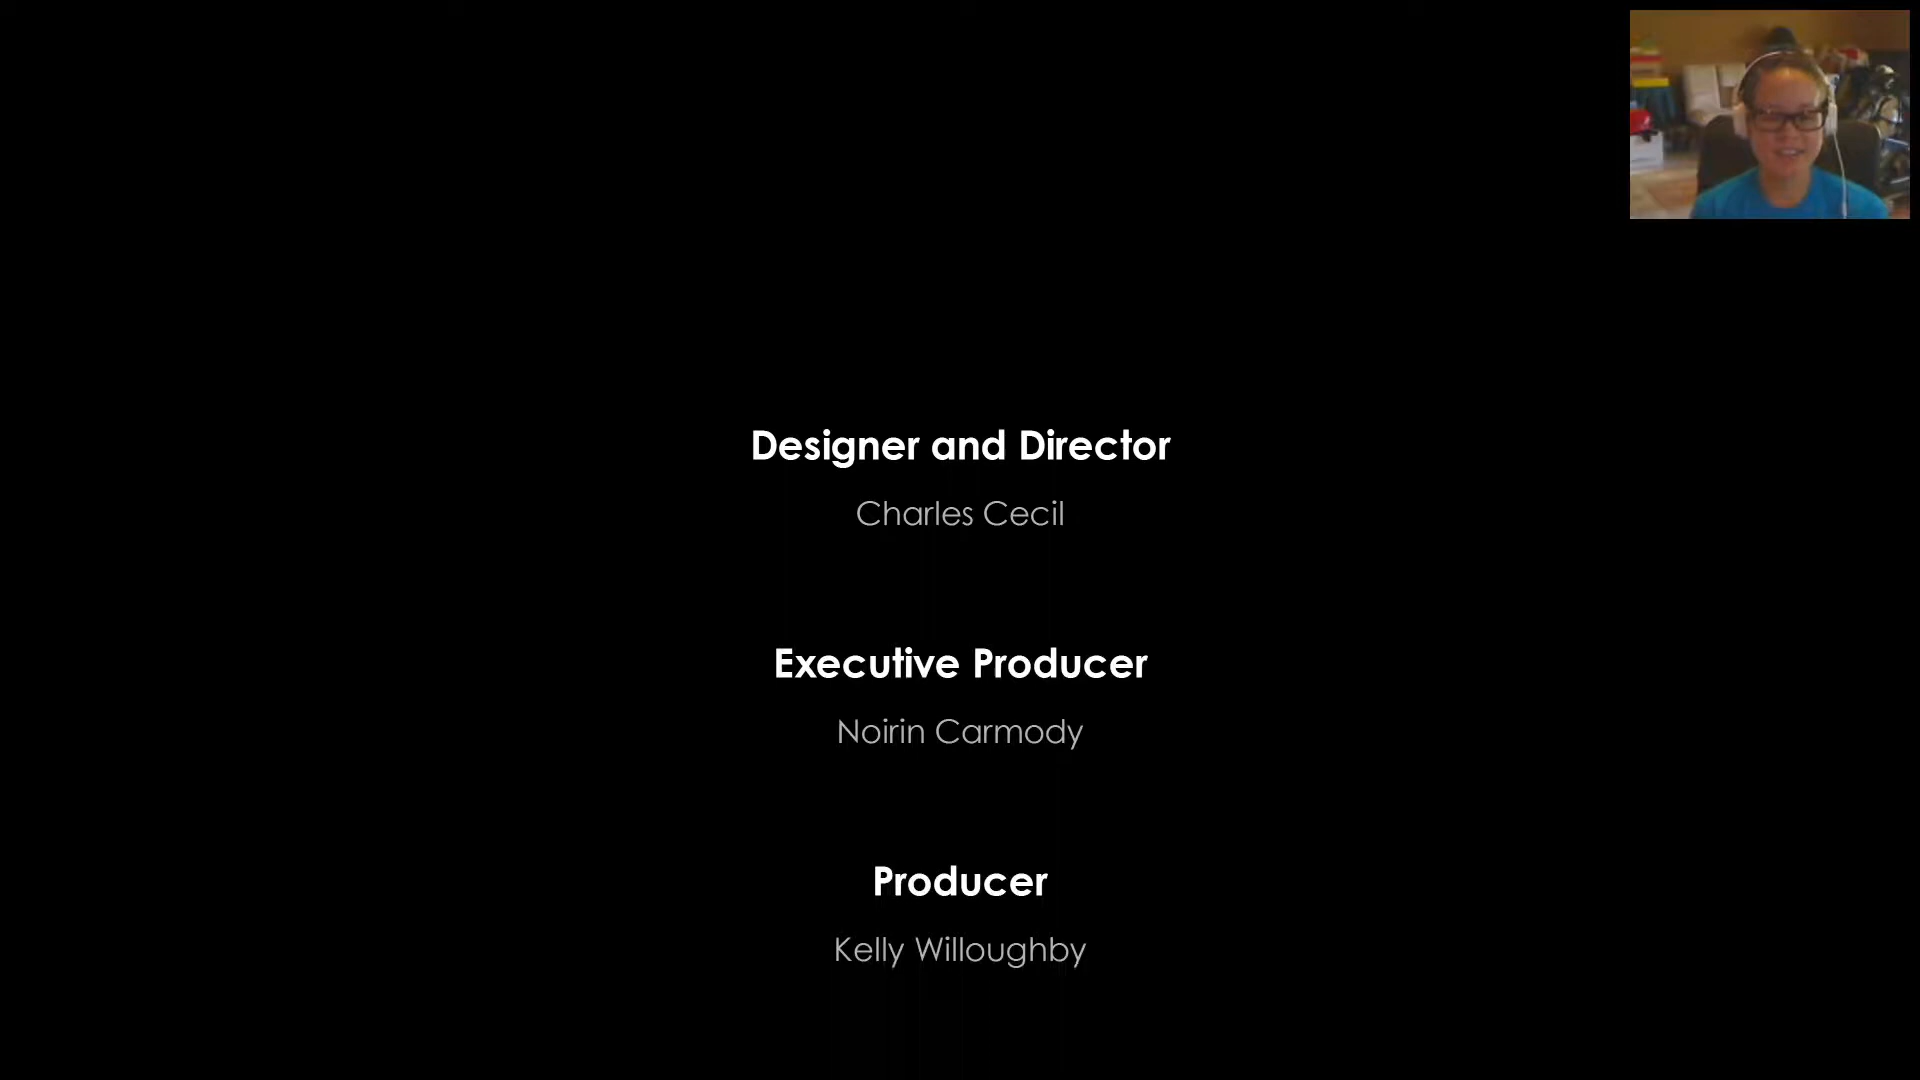 Designer and Director
Charles Cecil
Executive Producer
Noirin Carmody
Producer
Kelly Willoughby